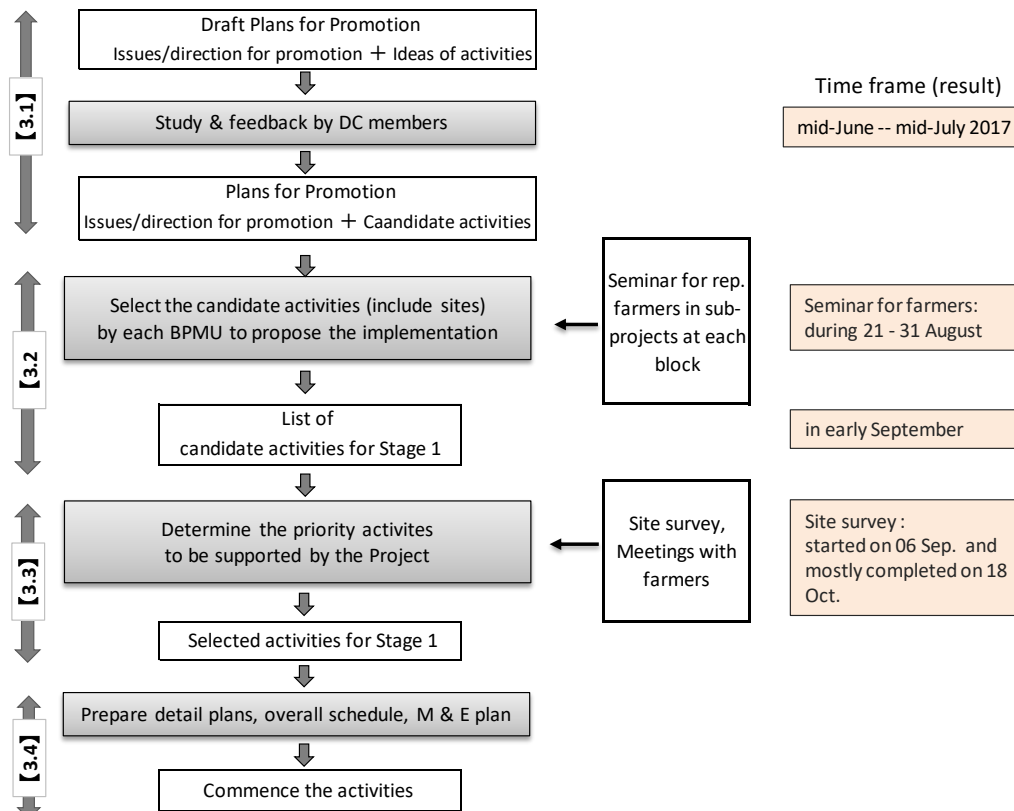 Draft Plans for Promotion
Issues/direction for promotion + Ideas of activities
【3.1】
Time frame (result)
Study & feedback by DC members
mid-June -- mid-July 2017
Plans for Promotion
Issues/direction for promotion + Caandidate activities
【3.2
Select the candidate activities (include sites)
by each BPMU to propose the implementation
Seminar for rep.
farmers in sub-
projects at each
block
Seminar for farmers:
during 21 - 31 August
List of
candidate activities for Stage 1
in early September
【3.3】
Determine the priority activites
to be supported by the Project
Site survey,
Meetings with
farmers
Site survey :
started on 06 Sep. and
mostly completed on 18
Oct.
Selected activities for Stage 1
【3.4】
Prepare detail plans, overall schedule, M & E plan
Commence the activities